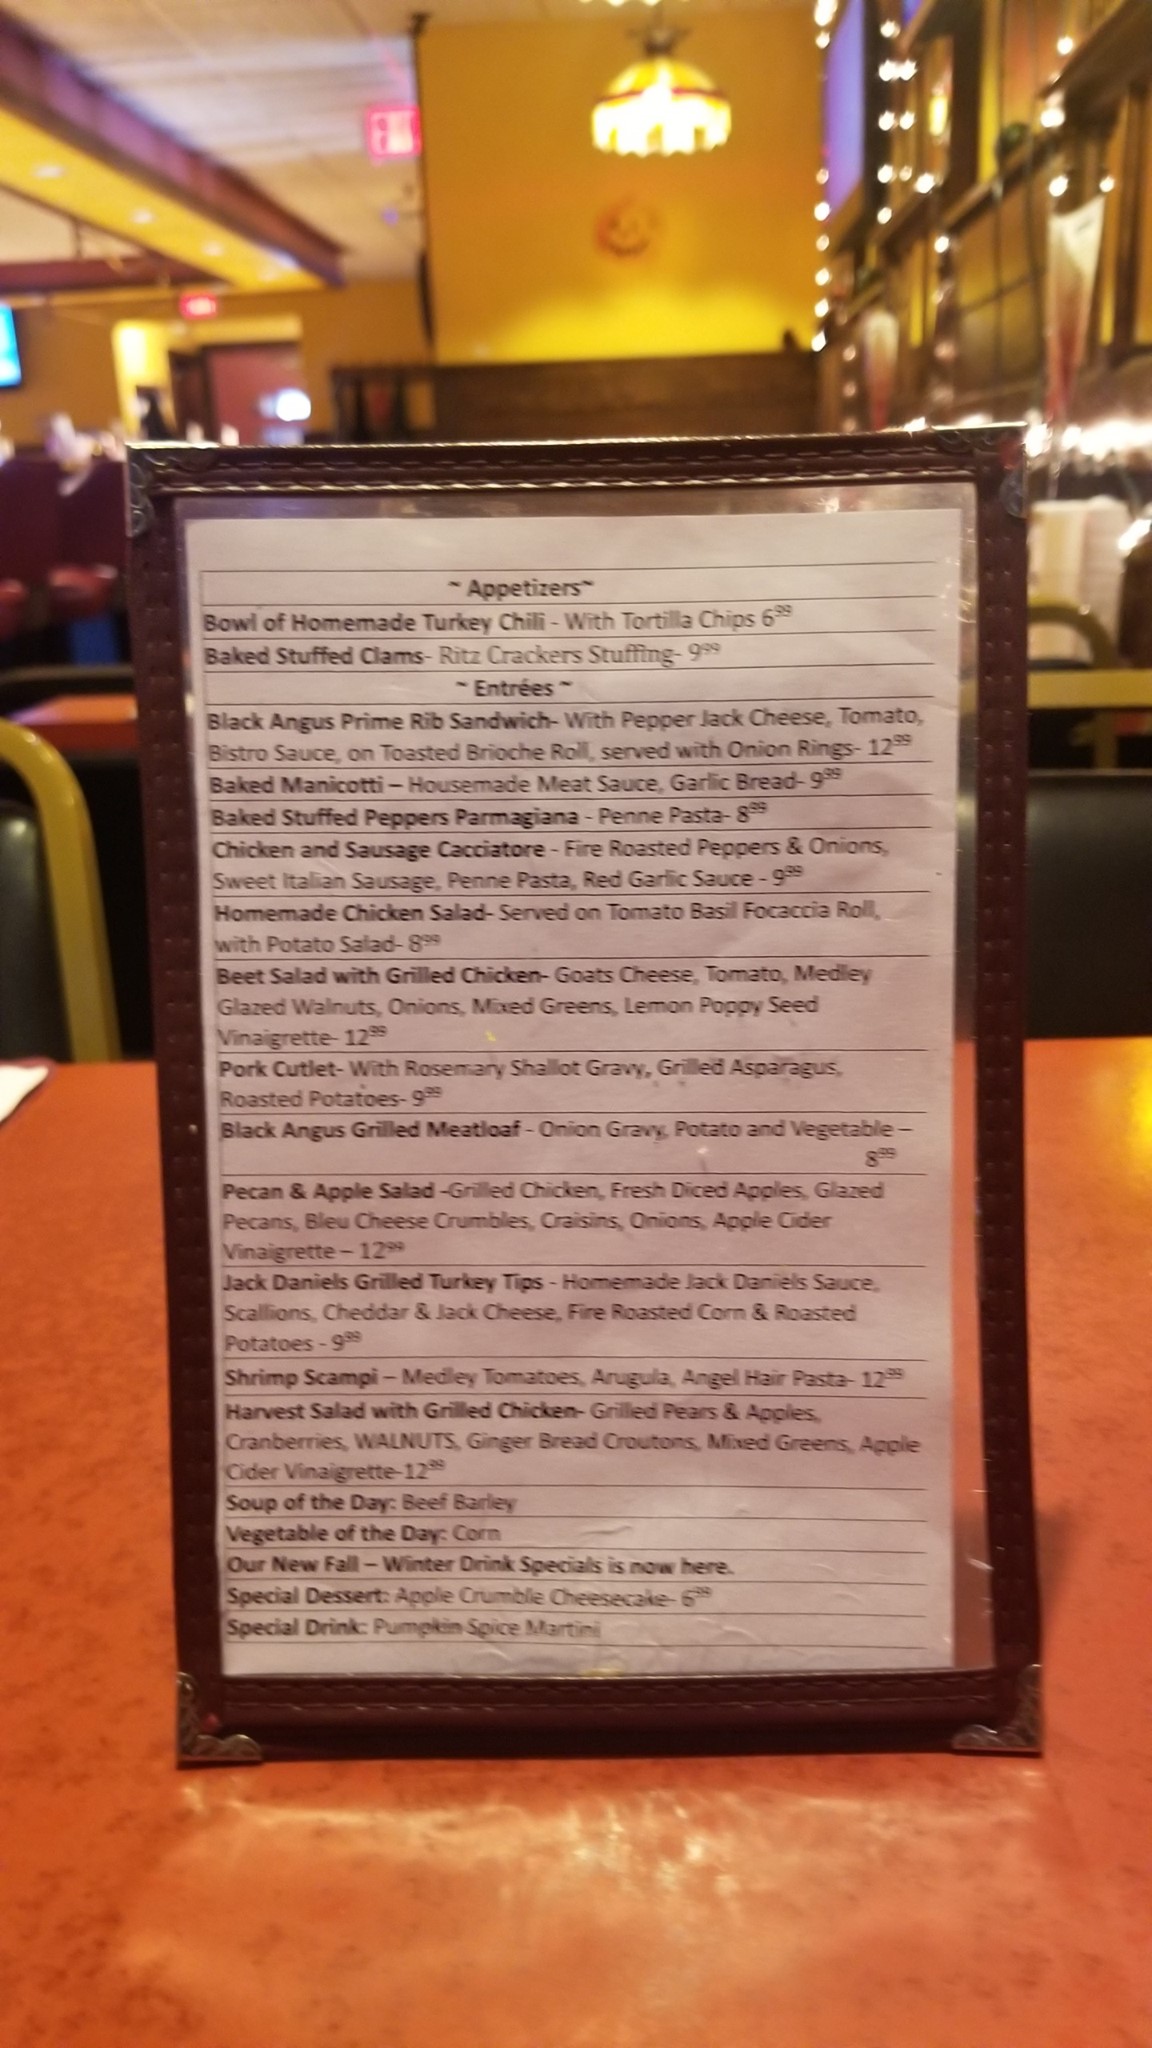 ~ Appetizers~
Bowl of Homemade Turkey Chili - With Tortilla Chips 6⁹⁹
Baked Stuffed Clams- Ritz Crackers Stuffing- 9⁹⁹
~ Entrées ~
Black Angus Prime Rib Sandwich- With Pepper Jack Cheese, Tomato,
Bistro Sauce, on Toasted Brioche Roll, served with Onion Rings- 12⁹⁹
Baked Manicotti – Housemade Meat Sauce, Garlic Bread- 9⁹⁹
Baked Stuffed Peppers Parmagiana - Penne Pasta- 8⁹⁹
Chicken and Sausage Cacciatore - Fire Roasted Peppers & Onions,
Sweet Italian Sausage, Penne Pasta, Red Garlic Sauce - 9⁹⁹
Homemade Chicken Salad- Served on Tomato Basil Focaccia Roll,
with Potato Salad- 8⁹⁹
Beet Salad with Grilled Chicken- Goats Cheese, Tomato, Medley
Glazed Walnuts, Onions, Mixed Greens, Lemon Poppy Seed
Vinaigrette- 12⁹⁹
Pork Cutlet- With Rosemary Shallot Gravy, Grilled Asparagus,
Roasted Potatoes- 9⁹⁹
Black Angus Grilled Meatloaf - Onion Gravy, Potato and Vegetable –
8⁹⁹
Pecan & Apple Salad -Grilled Chicken, Fresh Diced Apples, Glazed
Pecans, Bleu Cheese Crumbles, Craisins, Onions, Apple Cider
Vinaigrette – 12⁹⁹
Jack Daniels Grilled Turkey Tips - Homemade Jack Daniels Sauce,
Scallions, Cheddar & Jack Cheese, Fire Roasted Corn & Roasted
Potatoes - 9⁹⁹
Shrimp Scampi – Medley Tomatoes, Arugula, Angel Hair Pasta- 12⁹⁹
Harvest Salad with Grilled Chicken- Grilled Pears & Apples,
Cranberries, WALNUTS, Ginger Bread Croutons, Mixed Greens, Apple
Cider Vinaigrette-12⁹⁹
Soup of the Day: Beef Barley
Vegetable of the Day: Corn
Our New Fall – Winter Drink Specials is now here.
Special Dessert: Apple Crumble Cheesecake- 6⁹⁹
Special Drink: Pumpkin Spice Martini